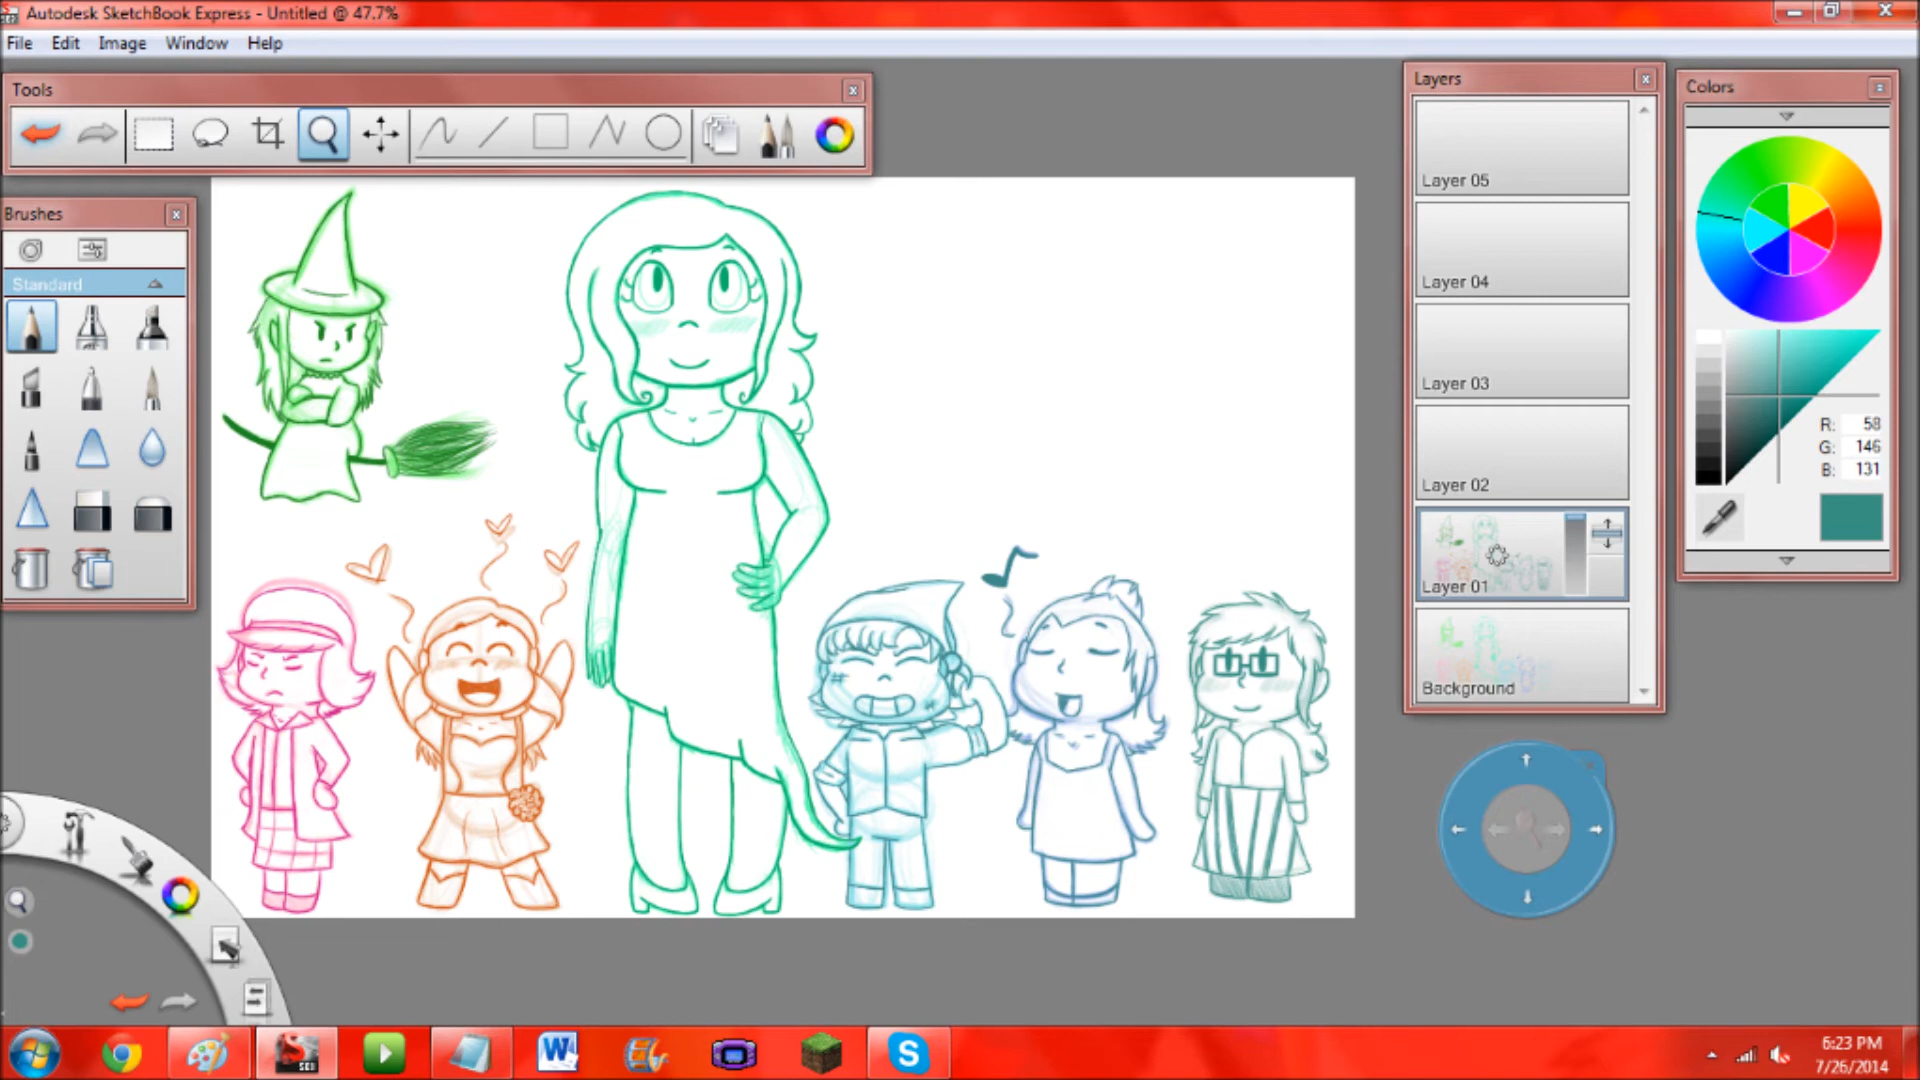 Autodesk SketchBook Express - Untitled @ 47.7%
File Edit Image Window Help
Tools
Brushes
Standard
Layers
Layer 05
Layer 04
Layer 03
Layer 02
Layer 01
Background
Colors
R: 58
G: 146
B: 131
6:23 PM
7/26/2014